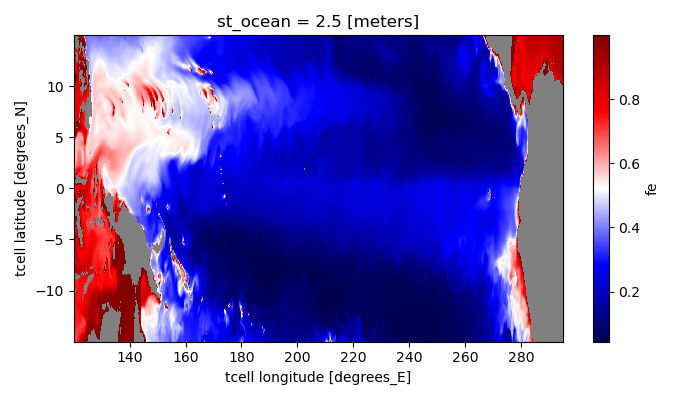 st_ocean = 2.5 [meters]
10
5
0
−5
−10
tcell latitude [degrees_N]
140 160 180 200 220 240 260 280
tcell longitude [degrees_E]
0.8
0.6
0.4
0.2
fe